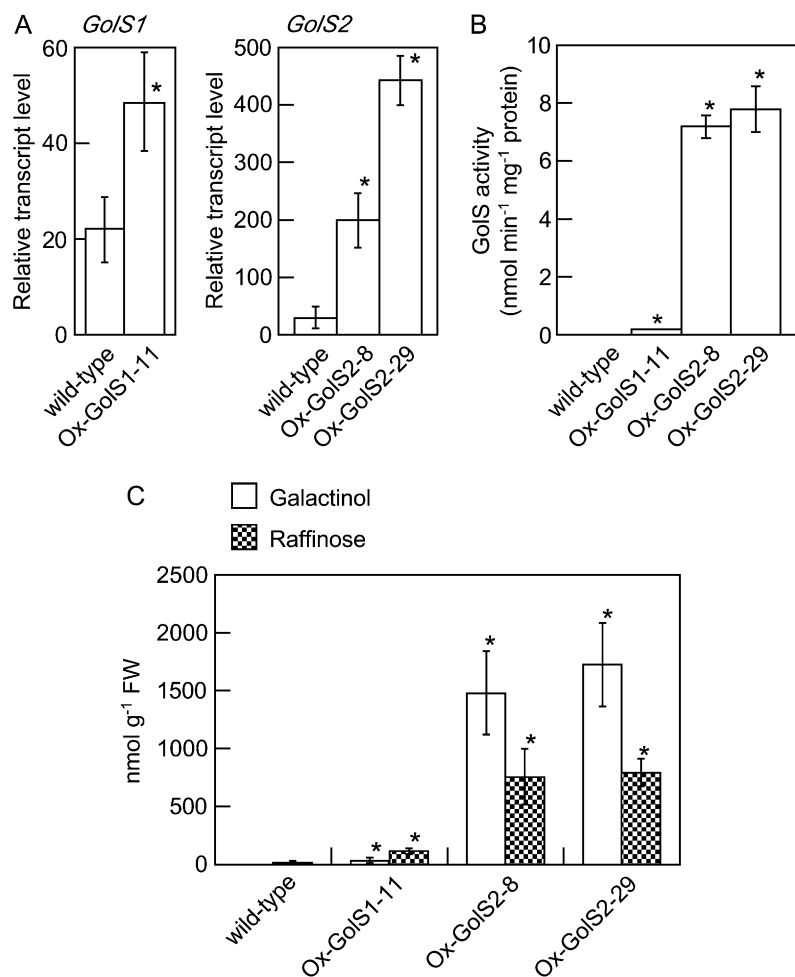 A
GolS1
Relative transcript level
60
40
20
0
wild-type
Ox-GolS1-11
*
GolS2
Relative transcript level
500
400
300
200
100
0
wild-type
Ox-GolS2-8
Ox-GolS2-29
*
*
B
GolS activity
(nmol min-1 mg-1 protein)
10
8
6
4
2
0
wild-type
Ox-GolS1-11
Ox-GolS2-8
Ox-GolS2-29
*
*
*
C
Galactinol
Raffinose
nmol g-1 FW
2500
2000
1500
1000
500
0
wild-type
Ox-GolS1-11
Ox-GolS2-8
Ox-GolS2-29
* *
* *
* *